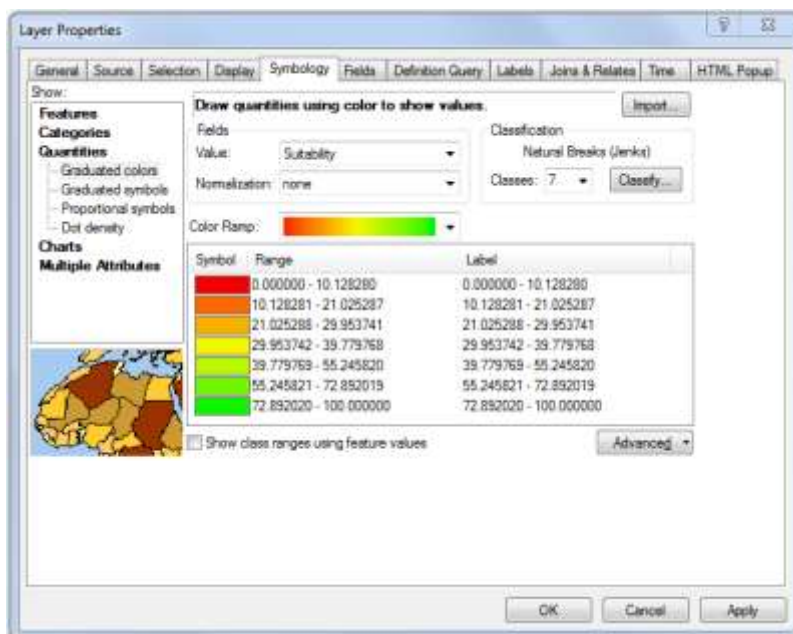 Layer Properties
General Source Selection Display Symbology Fields Definition Query Labels Joins & Relates Time HTML Popup
Show:
Features
Categories
Quantities
Graduated colors
Graduated symbols
Proportional symbols
Dot density
Charts
Multiple Attributes
Draw quantities using color to show values.
Import...
Fields
Value: Suitability
Normalization: none
Classification
Natural Breaks (Jenks)
Classes: 7 Classify...
Color Ramp:
Symbol Range Label
0.000000 - 10.128280 0.000000 - 10.128280
10.128281 - 21.025287 10.128281 - 21.025287
21.025288 - 29.953741 21.025288 - 29.953741
29.953742 - 39.779768 29.953742 - 39.779768
39.779769 - 55.245820 39.779769 - 55.245820
55.245821 - 72.892019 55.245821 - 72.892019
72.892020 - 100.000000 72.892020 - 100.000000
Show class ranges using feature values
Advanced
OK Cancel Apply